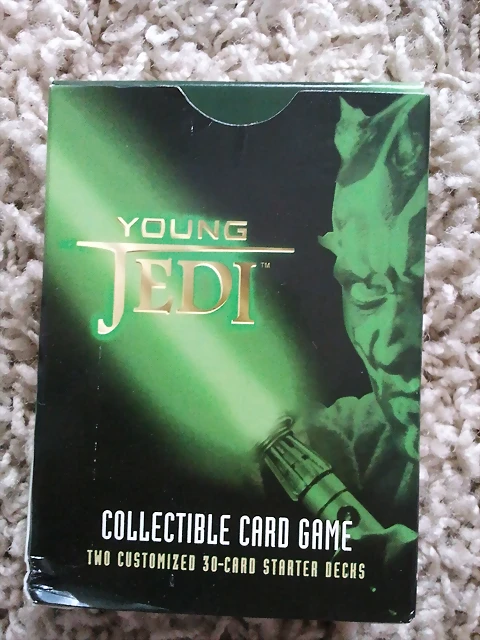 YOUNG
JEDI™
COLLECTIBLE CARD GAME
TWO CUSTOMIZED 30-CARD STARTER DECKS